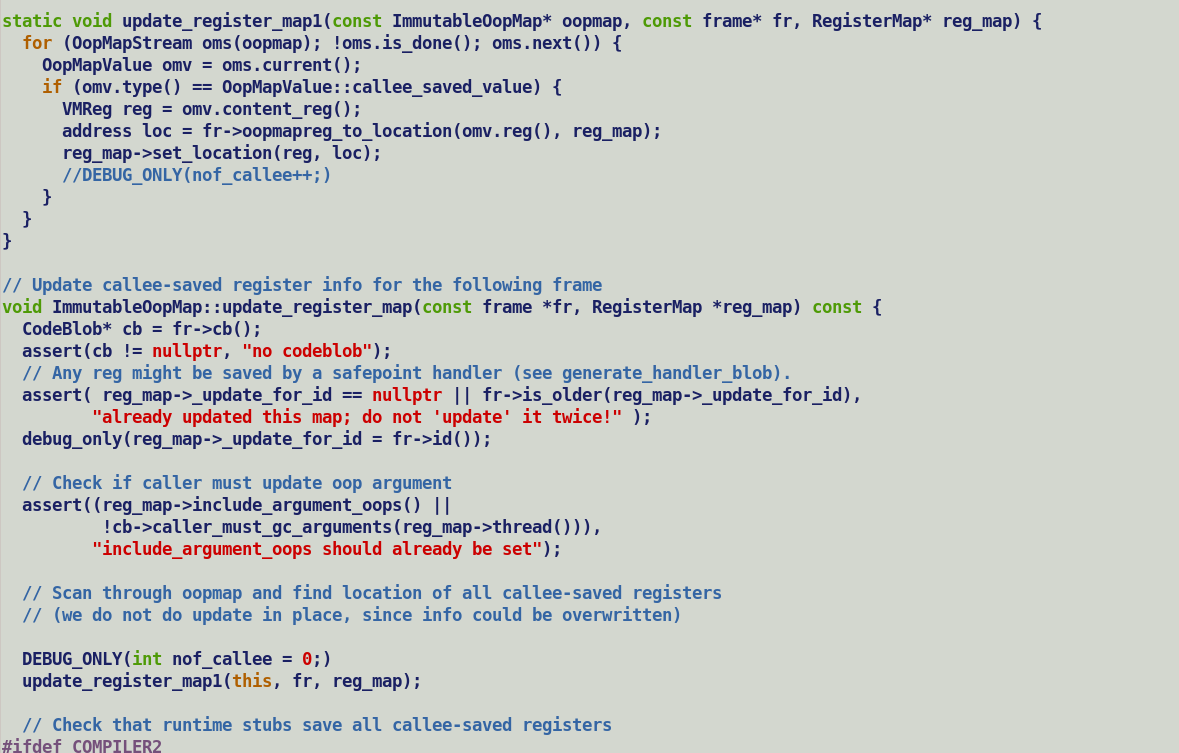 static void update_register_map1(const ImmutableOopMap* oopmap, const frame* fr, RegisterMap* reg_map) {
  for (OopMapStream oms(oopmap); !oms.is_done(); oms.next()) {
    OopMapValue omv = oms.current();
    if (omv.type() == OopMapValue::callee_saved_value) {
      VMReg reg = omv.content_reg();
      address loc = fr->oopmapreg_to_location(omv.reg(), reg_map);
      reg_map->set_location(reg, loc);
      //DEBUG_ONLY(nof_callee++;)
    }
  }
}

// Update callee-saved register info for the following frame
void ImmutableOopMap::update_register_map(const frame *fr, RegisterMap *reg_map) const {
  CodeBlob* cb = fr->cb();
  assert(cb != nullptr, "no codeblob");
  // Any reg might be saved by a safepoint handler (see generate_handler_blob).
  assert( reg_map->_update_for_id == nullptr || fr->is_older(reg_map->_update_for_id),
         "already updated this map; do not 'update' it twice!" );
  debug_only(reg_map->_update_for_id = fr->id());

  // Check if caller must update oop argument
  assert((reg_map->include_argument_oops() ||
          !cb->caller_must_gc_arguments(reg_map->thread())),
         "include_argument_oops should already be set");

  // Scan through oopmap and find location of all callee-saved registers
  // (we do not do update in place, since info could be overwritten)

  DEBUG_ONLY(int nof_callee = 0;)
  update_register_map1(this, fr, reg_map);

  // Check that runtime stubs save all callee-saved registers
#ifdef COMPILER2